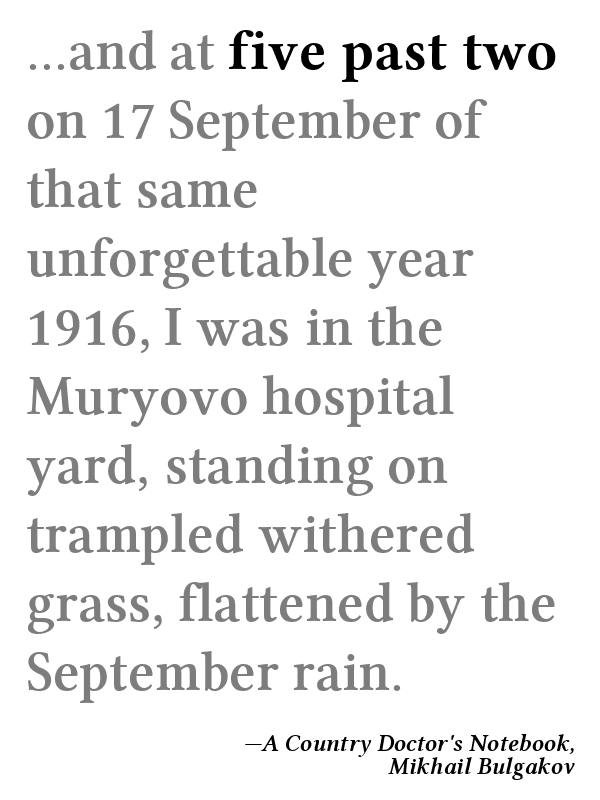 ...and at five past two
on 17 September of
that same
unforgettable year
1916, I was in the
Muryovo hospital
yard, standing on
trampled withered
grass, flattened by the
September rain.
—A Country Doctor's Notebook,
Mikhail Bulgakov